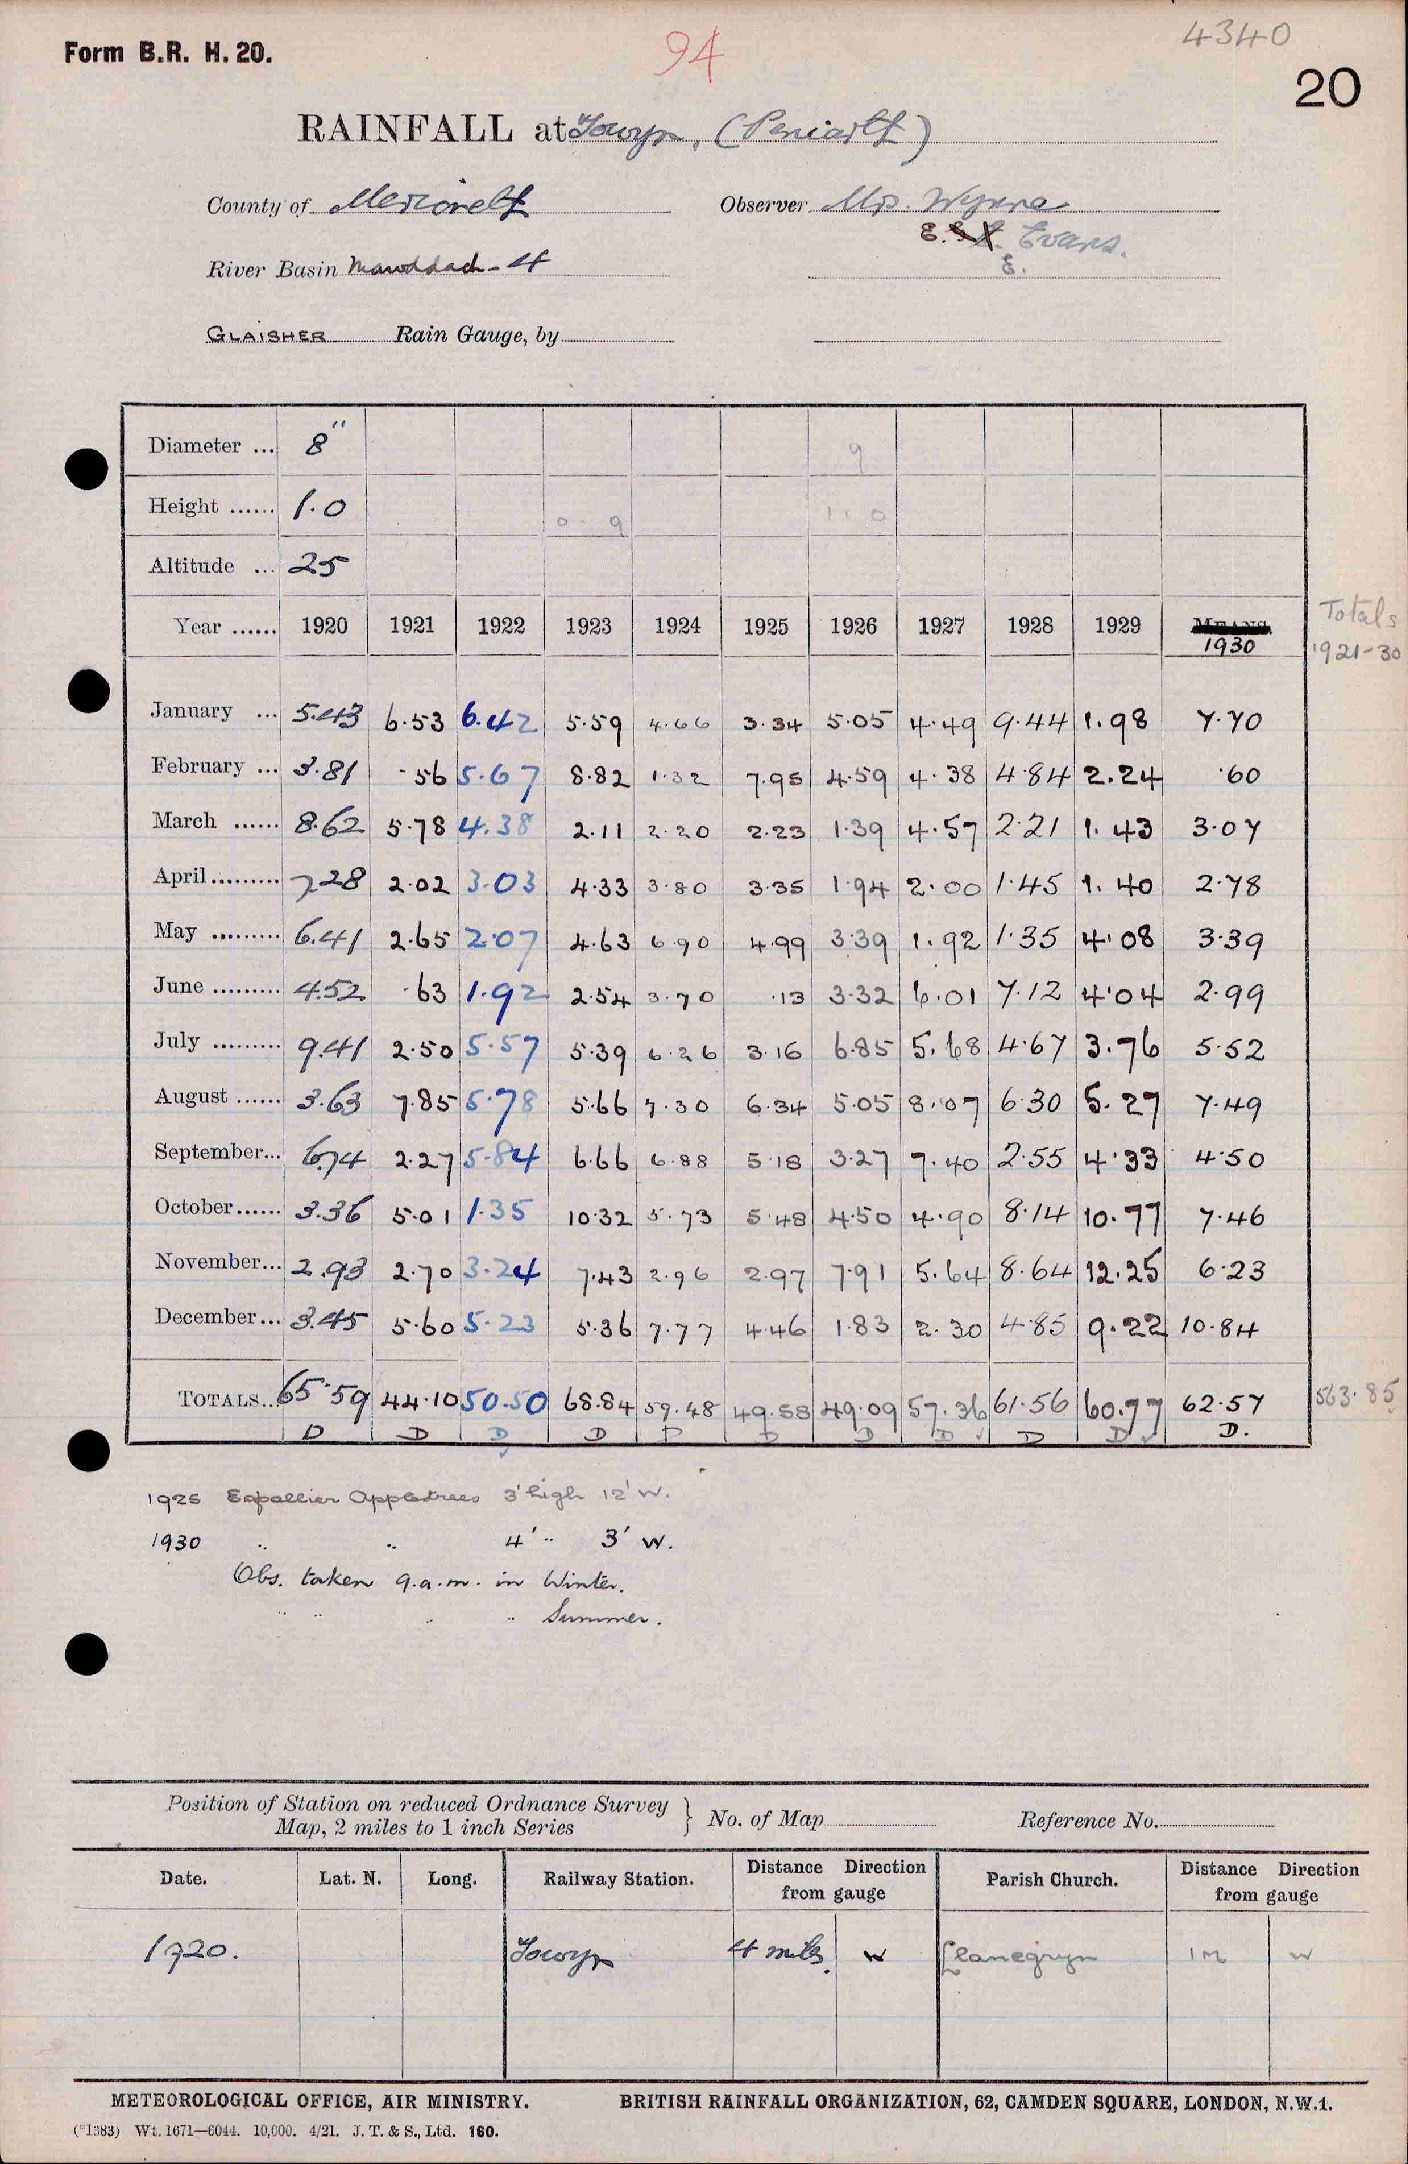 4340
Form B.R. H. 20.
94
20
RAINFALL at Towyn, (Peniarth)
County of Merioneth
Observer Mrs. Wynne
E. Evans.
E.
River Basin Mawddach - 4
GLAISHER Rain Gauge, by
Diameter ... 8" 9
Height ...... 1.0 0.9 1.0
Altitude ... 25
Totals
Year ...... 1920 1921 1922 1923 1924 1925 1926 1927 1928 1929 MEANS
1930 1921-30
January ... 5.43 6.53 6.42 5.59 4.66 3.34 5.05 4.49 9.44 1.98 7.70
February ... 3.81 .56 5.67 8.82 1.32 7.95 4.59 4.38 4.84 2.24 .60
March ...... 8.62 5.78 4.38 2.11 2.20 2.23 1.39 4.57 2.21 1.43 3.07
April ......... 7.28 2.02 3.03 4.33 3.80 3.35 1.94 2.00 1.45 1.40 2.78
May ......... 6.41 2.65 2.07 4.63 6.90 4.99 3.39 1.92 1.35 4.08 3.39
June ......... 4.52 .63 1.92 2.54 3.70 .13 3.32 6.01 7.12 4.04 2.99
July ......... 9.41 2.50 5.57 5.39 6.26 3.16 6.85 5.68 4.67 3.76 5.52
August ...... 3.63 7.85 5.78 5.66 7.30 6.34 5.05 8.07 6.30 5.27 7.49
September... 6.74 2.27 5.84 6.66 6.88 5.18 3.27 7.40 2.55 4.33 4.50
October...... 3.36 5.01 1.35 10.32 5.73 5.48 4.50 4.90 8.14 10.77 7.46
November... 2.93 2.70 3.24 7.43 2.96 2.97 7.91 5.64 8.64 12.25 6.23
December... 3.45 5.60 5.23 5.36 7.77 4.46 1.83 2.30 4.85 9.22 10.84
TOTALS... 65.59 44.10 50.50 68.84 59.48 49.58 49.09 57.36 61.56 60.77 62.57 563.85
D D D D D D D D D D D.
1925 Espallier Appletrees 3' high 12' W.
1930 " " 4' " 3' W.
Obs. taken 9.a.m. in Winter.
" " " " Summer.
Position of Station on reduced Ordnance Survey
Map, 2 miles to 1 inch Series } No. of Map Reference No.
Date. Lat. N. Long. Railway Station. Distance Direction from gauge Parish Church. Distance Direction from gauge
1920. Towyn 4 miles W Llanegryn 1 M W
METEOROLOGICAL OFFICE, AIR MINISTRY. BRITISH RAINFALL ORGANIZATION, 62, CAMDEN SQUARE, LONDON, N.W.1.
(*1383) Wt. 1671—6044. 10,000. 4/21. J. T. & S., Ltd. 160.